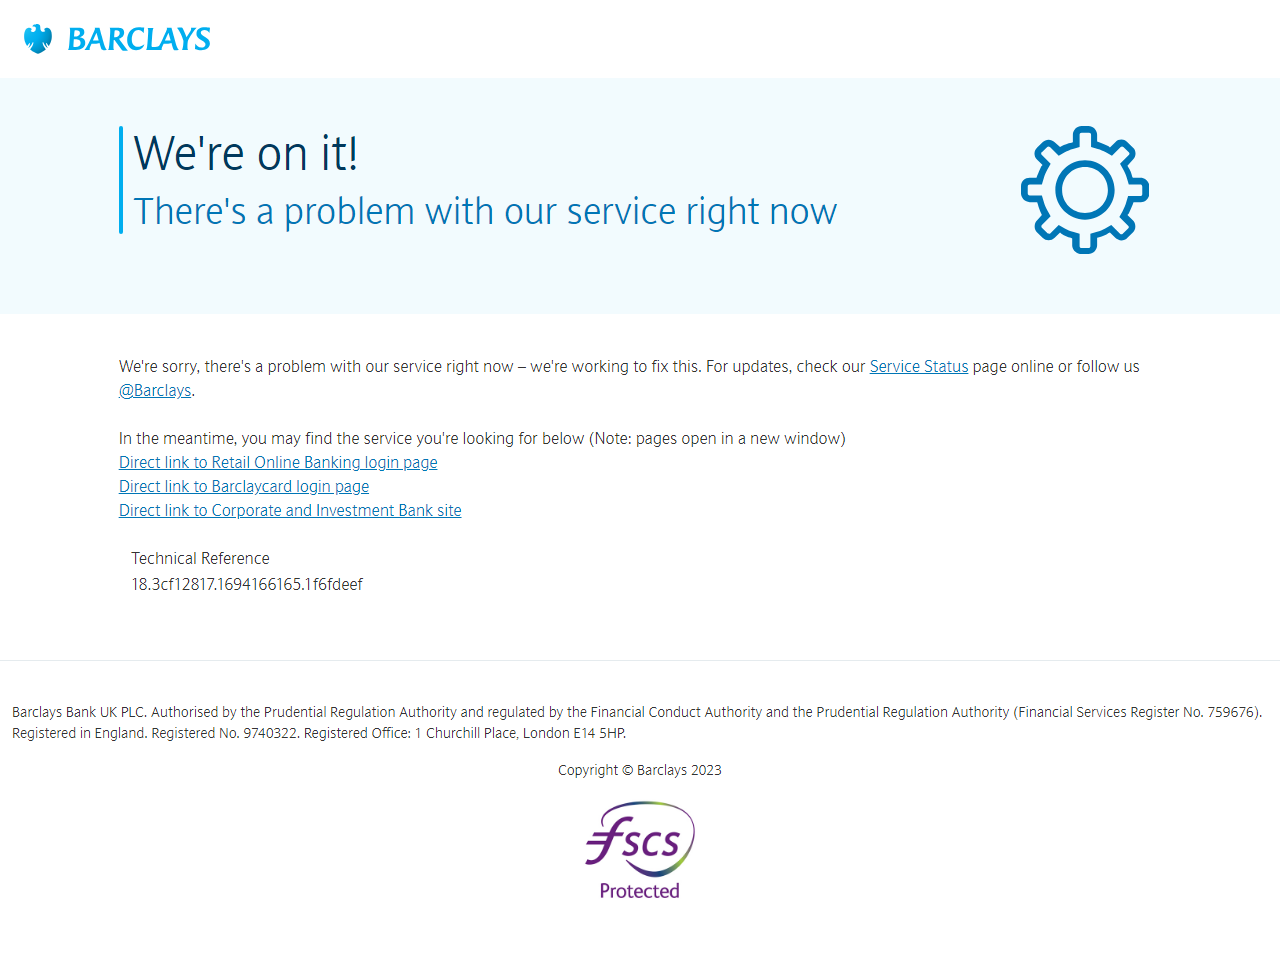 BARCLAYS
We're on it!
There's a problem with our service right now
We're sorry, there's a problem with our service right now – we're working to fix this. For updates, check our Service Status page online or follow us
@Barclays.
In the meantime, you may find the service you're looking for below (Note: pages open in a new window)
Direct link to Retail Online Banking login page
Direct link to Barclaycard login page
Direct link to Corporate and Investment Bank site
Technical Reference
18.3cf12817.1694166165.1f6fdeef
Barclays Bank UK PLC. Authorised by the Prudential Regulation Authority and regulated by the Financial Conduct Authority and the Prudential Regulation Authority (Financial Services Register No. 759676).
Registered in England. Registered No. 9740322. Registered Office: 1 Churchill Place, London E14 5HP.
Copyright © Barclays 2023
fscs
Protected